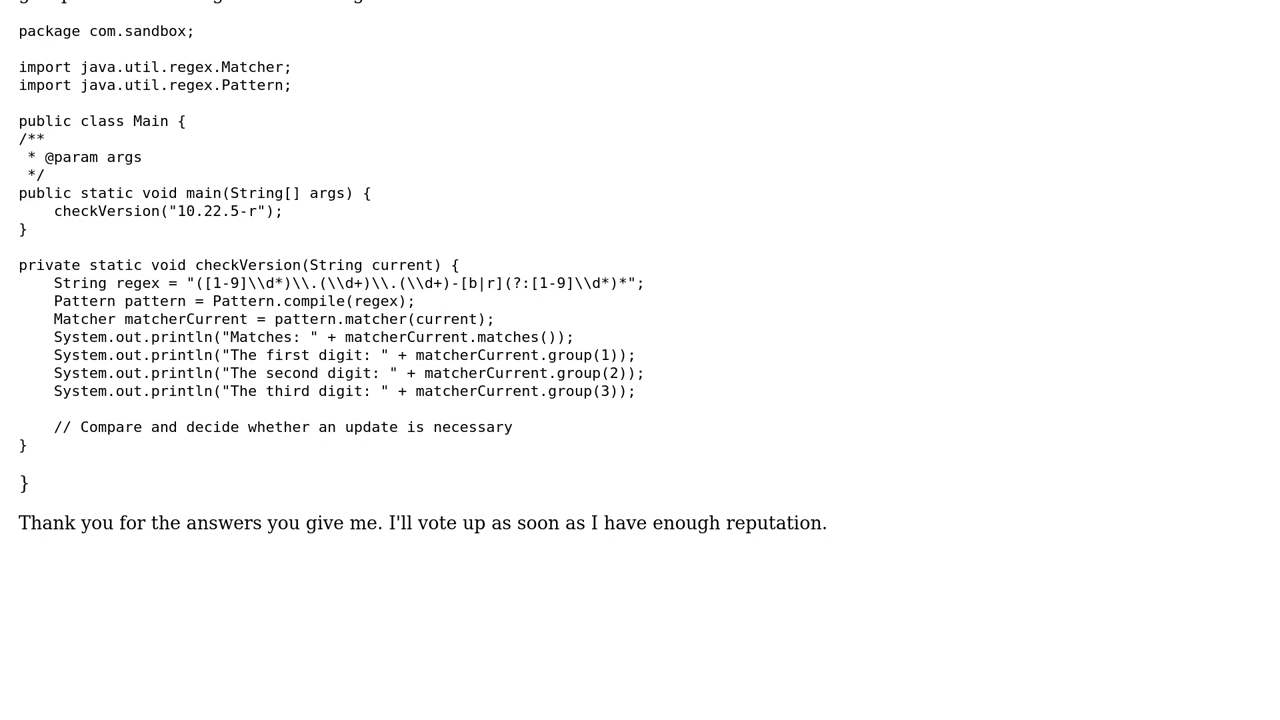 package com.sandbox;

import java.util.regex.Matcher;
import java.util.regex.Pattern;

public class Main {
/**
 * @param args
 */
public static void main(String[] args) {
    checkVersion("10.22.5-r");
}

private static void checkVersion(String current) {
    String regex = "([1-9]\\d*)\\.(\\d+)\\.(\\d+)-[b|r](?:[1-9]\\d*)*";
    Pattern pattern = Pattern.compile(regex);
    Matcher matcherCurrent = pattern.matcher(current);
    System.out.println("Matches: " + matcherCurrent.matches());
    System.out.println("The first digit: " + matcherCurrent.group(1));
    System.out.println("The second digit: " + matcherCurrent.group(2));
    System.out.println("The third digit: " + matcherCurrent.group(3));

    // Compare and decide whether an update is necessary
}

}

Thank you for the answers you give me. I'll vote up as soon as I have enough reputation.